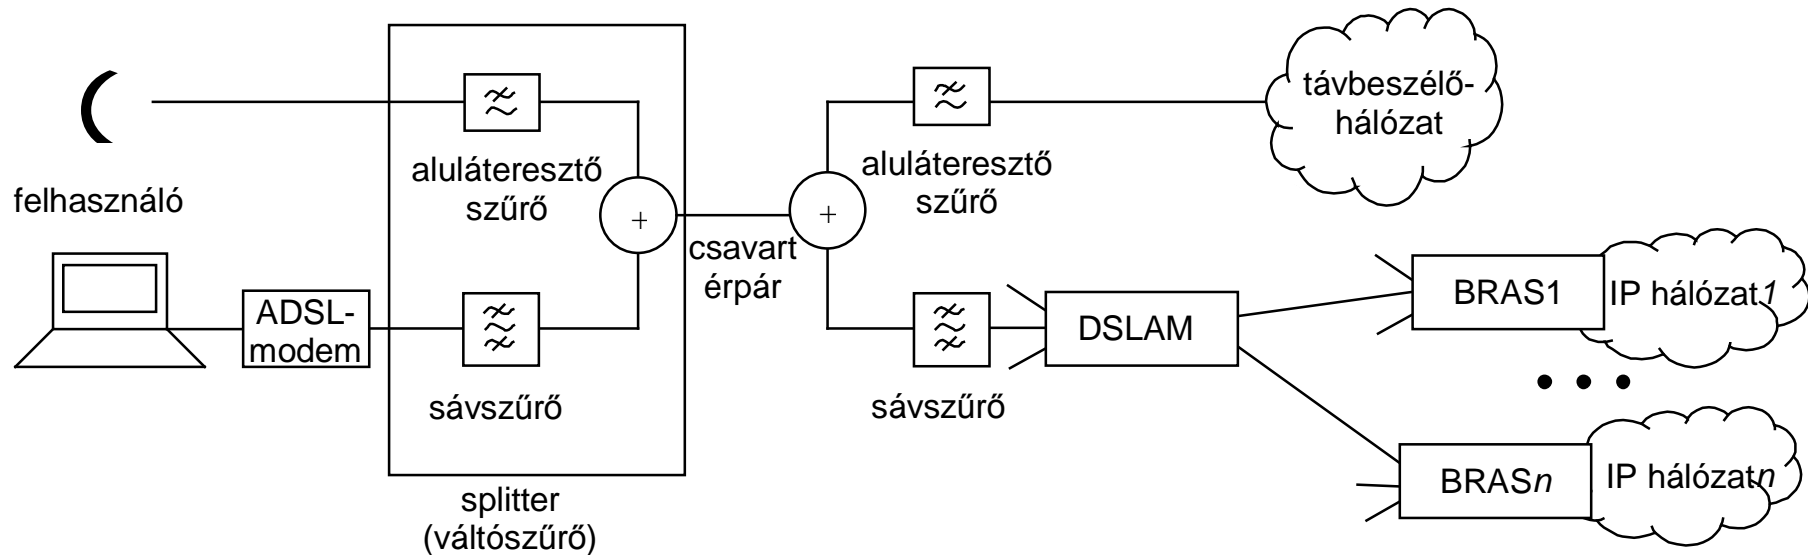 felhasználó
ADSL-
modem
aluláteresztő
szűrő
+
sávszűrő
splitter
(váltószűrő)
csavart
érpár
+
aluláteresztő
szűrő
sávszűrő
távbeszélő-
hálózat
DSLAM
BRAS1
IP hálózat1
BRASn
IP hálózatn